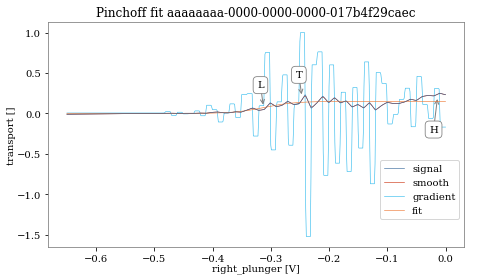 Pinchoff fit aaaaaaaa-0000-0000-0000-017b4f29caec
transport []
1.0
0.5
0.0
−0.5
−1.0
−1.5
L
T
H
signal
smooth
gradient
fit
−0.6
−0.5
−0.4
−0.3
−0.2
−0.1
0.0
right_plunger [V]